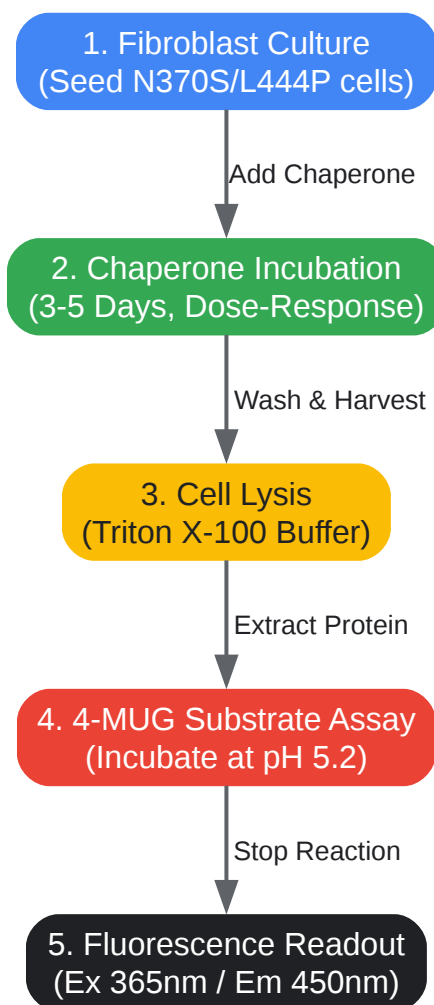 1. Fibroblast Culture
(Seed N370S/L444P cells)
Add Chaperone
2. Chaperone Incubation
(3-5 Days, Dose-Response)
Wash & Harvest
3. Cell Lysis
(Triton X-100 Buffer)
Extract Protein
4. 4-MUG Substrate Assay
(Incubate at pH 5.2)
Stop Reaction
5. Fluorescence Readout
(Ex 365nm / Em 450nm)